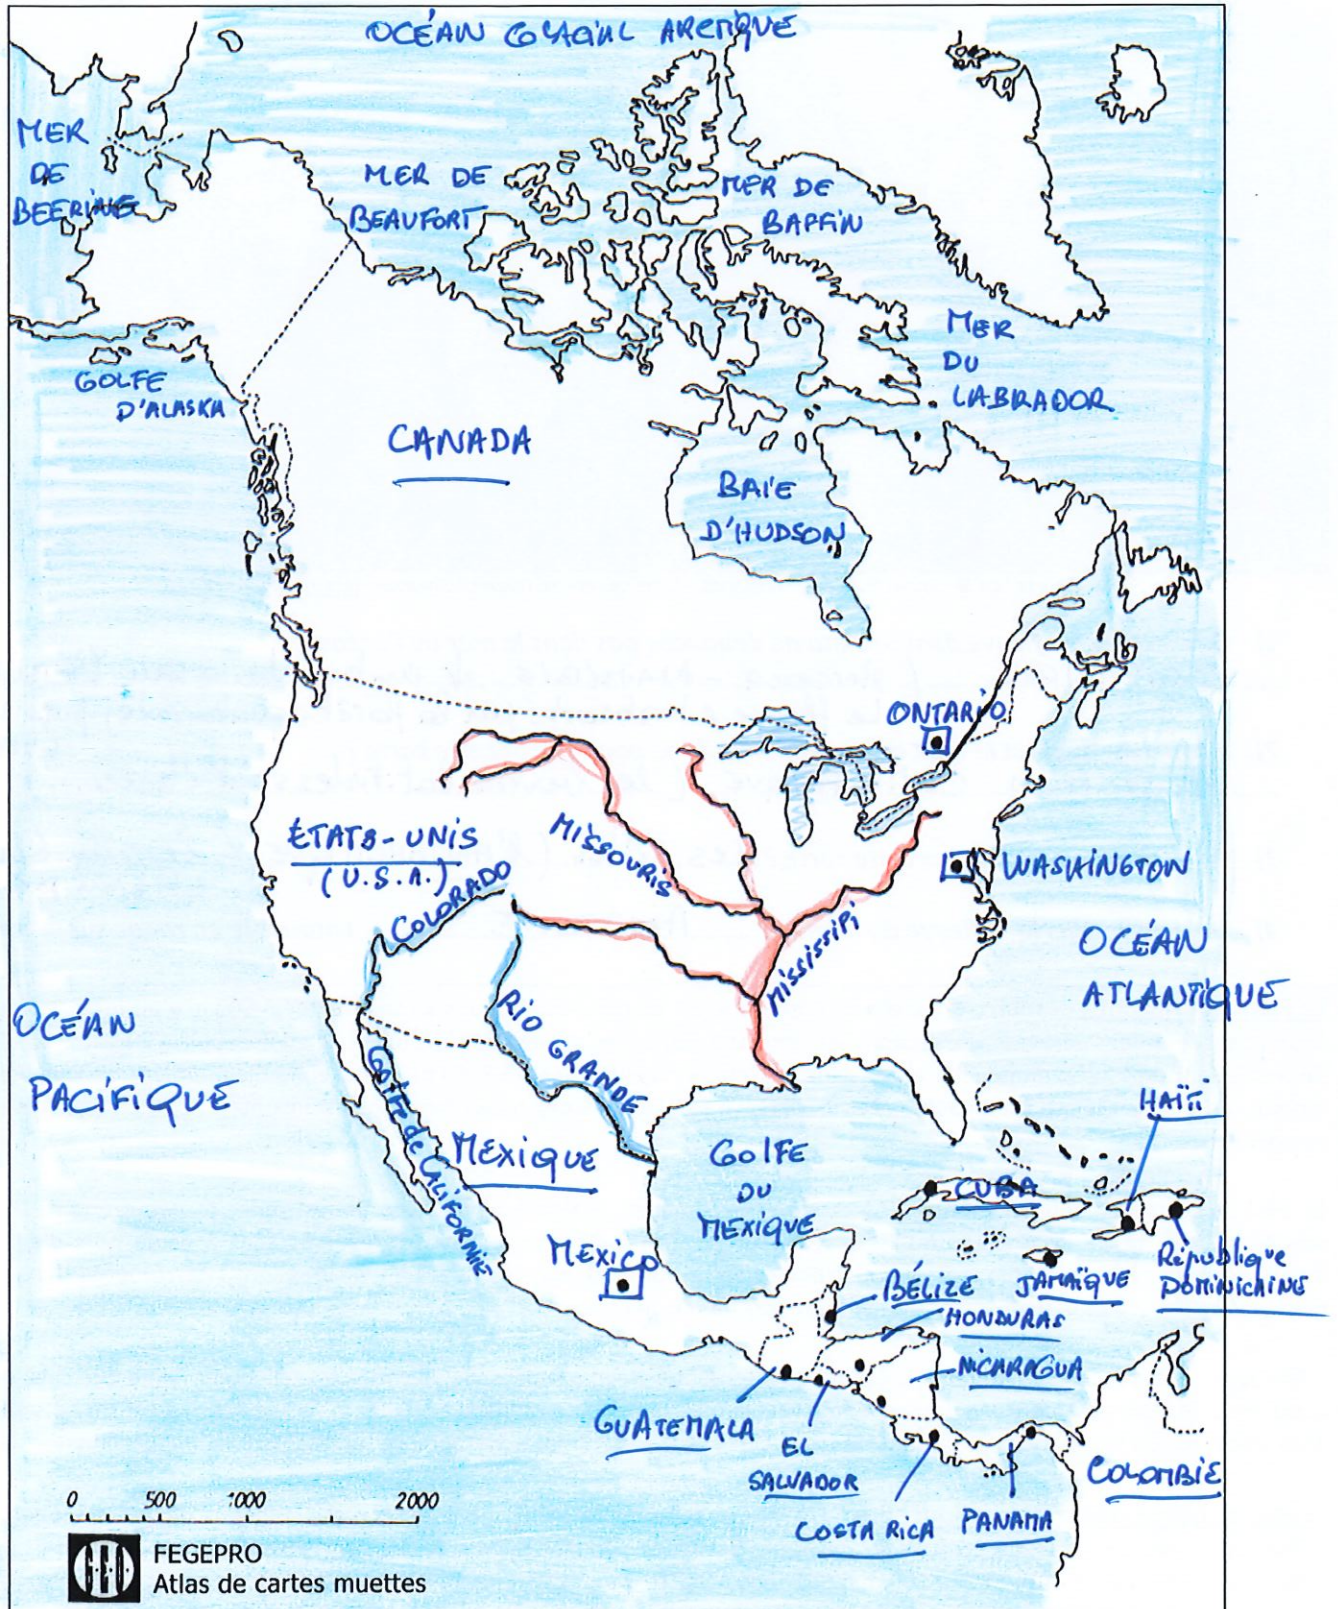 OCÉAN GLACIAL ARCTIQUE
MER
DE
BEERING
MER DE
BEAUFORT
MER DE
BAFFIN
MER
DU
LABRADOR
GOLFE
D'ALASKA
CANADA
BAIE
D'HUDSON
ONTARIO
ÉTATS-UNIS
(U.S.A.)
MISSOURIS
COLORADO
MISSISSIPI
WASHINGTON
OCÉAN
ATLANTIQUE
OCÉAN
PACIFIQUE
RIO GRANDE
Golfe de CALIFORNIE
MEXIQUE
GOLFE
DU
MEXIQUE
MEXICO
HAÏTI
CUBA
République
DOMINICAINE
JAMAÏQUE
BÉLIZE
HONDURAS
NICARAGUA
GUATEMALA
EL
SALVADOR
COSTA RICA
PANAMA
COLOMBIE
0 500 1000 2000
GEO
FEGEPRO
Atlas de cartes muettes